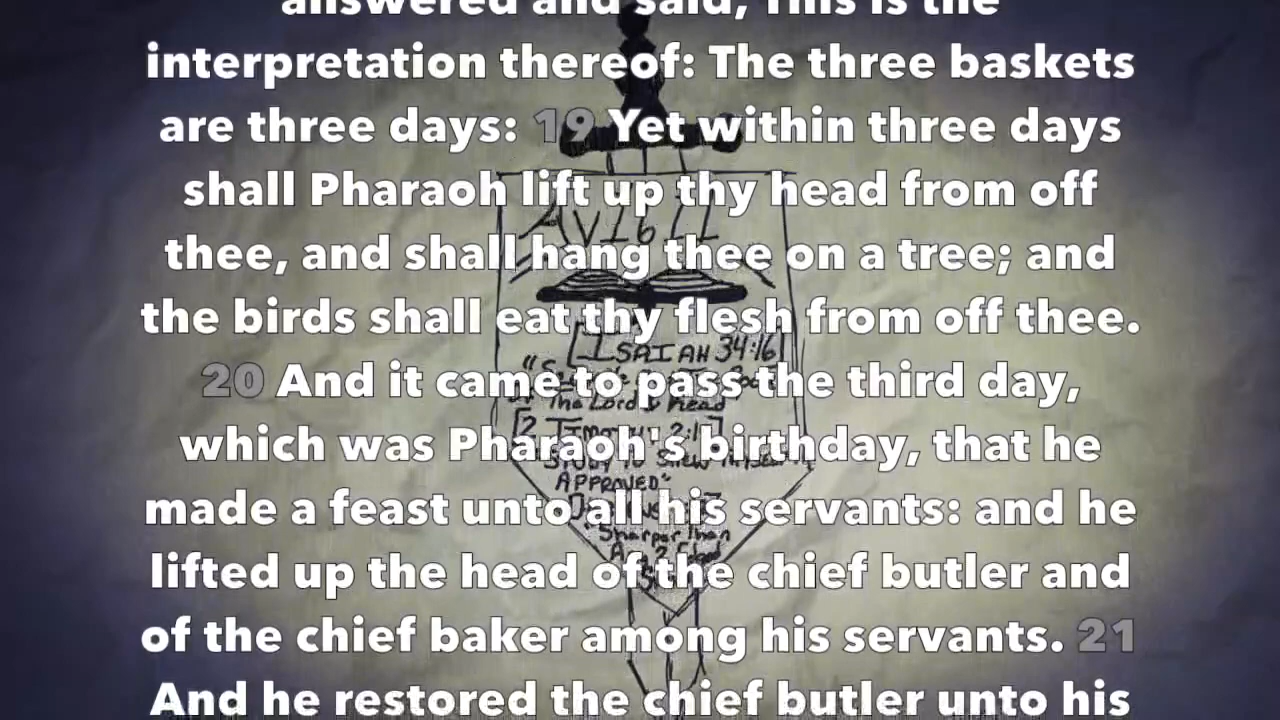 answered and said, This is the
interpretation thereof: The three baskets
are three days: 19 Yet within three days
shall Pharaoh lift up thy head from off
thee, and shall hang thee on a tree; and
the birds shall eat thy flesh from off thee.
20 And it came to pass the third day,
which was Pharaoh's birthday, that he
made a feast unto all his servants: and he
lifted up the head of the chief butler and
of the chief baker among his servants. 21
And he restored the chief butler unto his
AV1611
[ISAIAH 34:16]
The Lord & Read
[2 Timothy 2:1
"STUDY TO SHEW
APPROVED"
"Sharper than
A 2 Edged